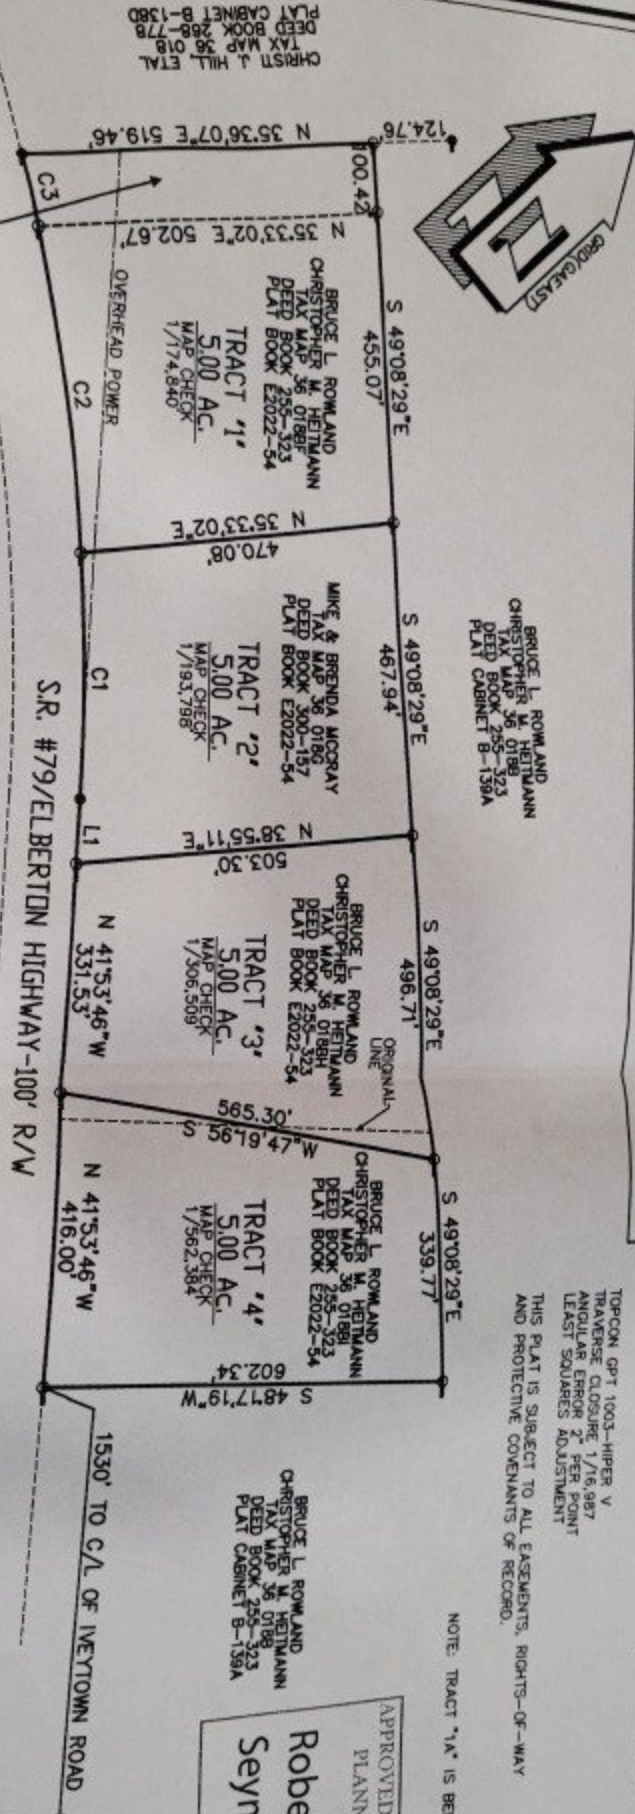 CHRISTI J. HILL ETAL
TAX MAP 36 018
DEED BOOK 268-778
PLAT CABINET B-138D
124.76'
GRID(GAEAST)
N 35°36'07"E 519.46'
100.42'
C3
N 35°33'02"E 502.67'
OVERHEAD POWER
S 49°08'29"E
455.07'
BRUCE L. ROWLAND
CHRISTOPHER M. HEITMANN
TAX MAP 36 018BF
DEED BOOK 255-323
PLAT BOOK E2022-54
TRACT "1"
5.00 AC.
MAP CHECK
1/174,840'
C2
N 35°33'02"E
470.08'
S 49°08'29"E
467.94'
MIKE & BRENDA MCCRAY
TAX MAP 36 018G
DEED BOOK 300-157
PLAT BOOK E2022-54
TRACT "2"
5.00 AC.
MAP CHECK
1/193,798'
C1
BRUCE L. ROWLAND
CHRISTOPHER M. HEITMANN
TAX MAP 36 018B
DEED BOOK 255-323
PLAT CABINET B-139A
L1
N 38°55'11"E
503.30'
S 49°08'29"E
496.71'
BRUCE L. ROWLAND
CHRISTOPHER M. HEITMANN
TAX MAP 36 018BH
DEED BOOK 255-323
PLAT BOOK E2022-54
TRACT "3"
5.00 AC.
MAP CHECK
1/306,509'
ORIGINAL
LINE
N 41°53'46"W
331.53'
S.R. #79/ELBERTON HIGHWAY-100' R/W
595.30'
S
S 49°08'29"E
339.77'
BRUCE L. ROWLAND
CHRISTOPHER M. HEITMANN
TAX MAP 36 018BI
DEED BOOK 255-323
PLAT BOOK E2022-54
TRACT "4"
5.00 AC.
MAP CHECK
1/562,384'
N 41°53'46"W
416.00'
602.34'
S 48°17'19"W
1530' TO C/L OF IVEYTOWN ROAD
BRUCE L. ROWLAND
CHRISTOPHER M. HEITMANN
TAX MAP 36 018B
DEED BOOK 255-323
PLAT CABINET B-139A
TOPCON GPT 1003-HIPER V
TRAVERSE CLOSURE 1/16,987
ANGULAR ERROR 2" PER POINT
LEAST SQUARES ADJUSTMENT
THIS PLAT IS SUBJECT TO ALL EASEMENTS, RIGHTS-OF-WAY
AND PROTECTIVE COVENANTS OF RECORD.
NOTE: TRACT "1A" IS BE
APPROVED
PLANN
Robe
Seyn